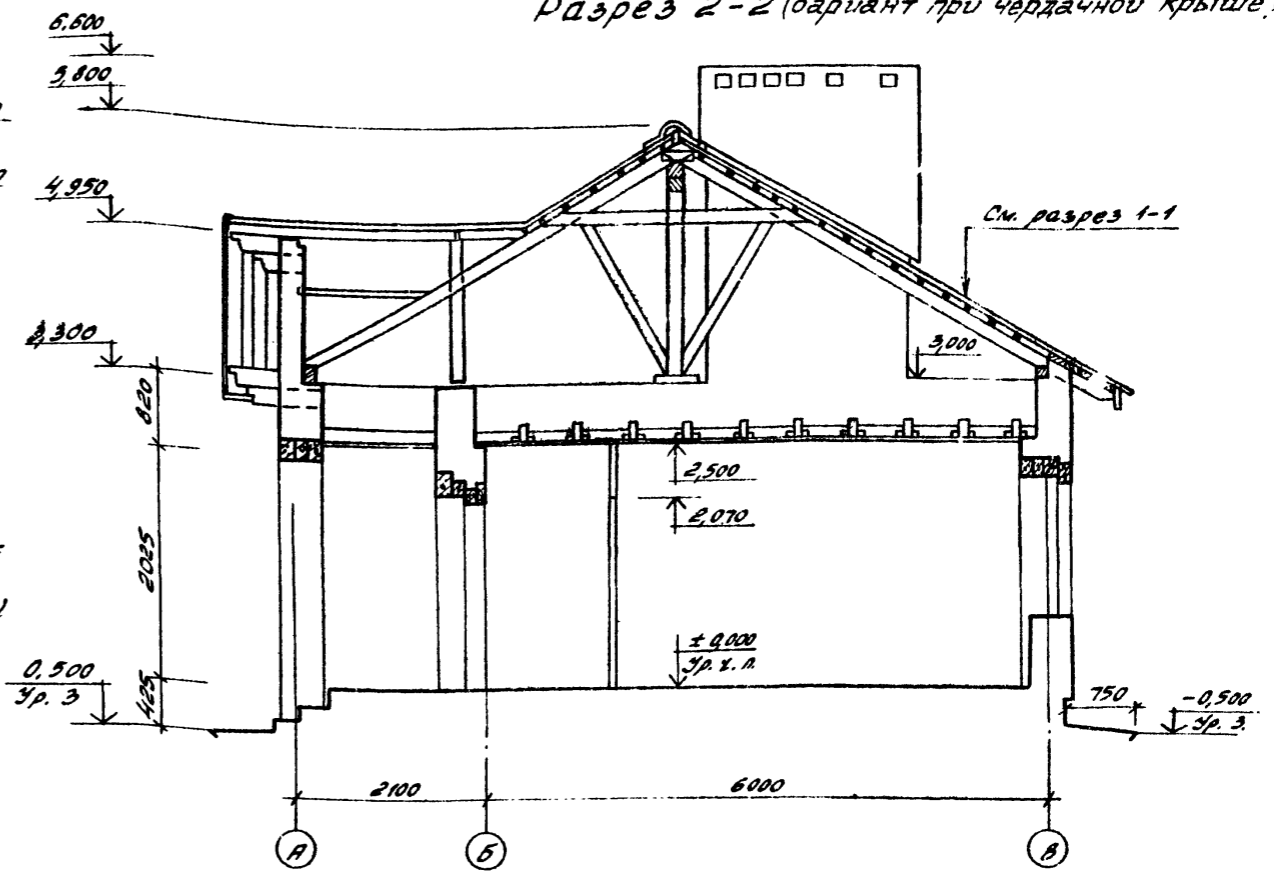 Разрез 2-2 (вариант при чердачной крыше)
6.600
5,800
4,950
См. разрез 1-1
3,300
3,000
820
2,500
2,070
2025
± 0,000
Ур. ч. п.
0,500
Ур. З
425
750
-0,500
Ур. З.
2100
6000
А
Б
В